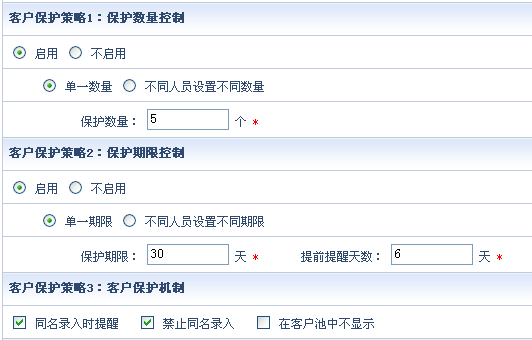 客户保护策略1：保护数量控制
启用 不启用
单一数量 不同人员设置不同数量
保护数量： 5 个 *
客户保护策略2：保护期限控制
启用 不启用
单一期限 不同人员设置不同期限
保护期限： 30 天 * 提前提醒天数： 6 天 *
客户保护策略3：客户保护机制
同名录入时提醒 禁止同名录入 在客户池中不显示